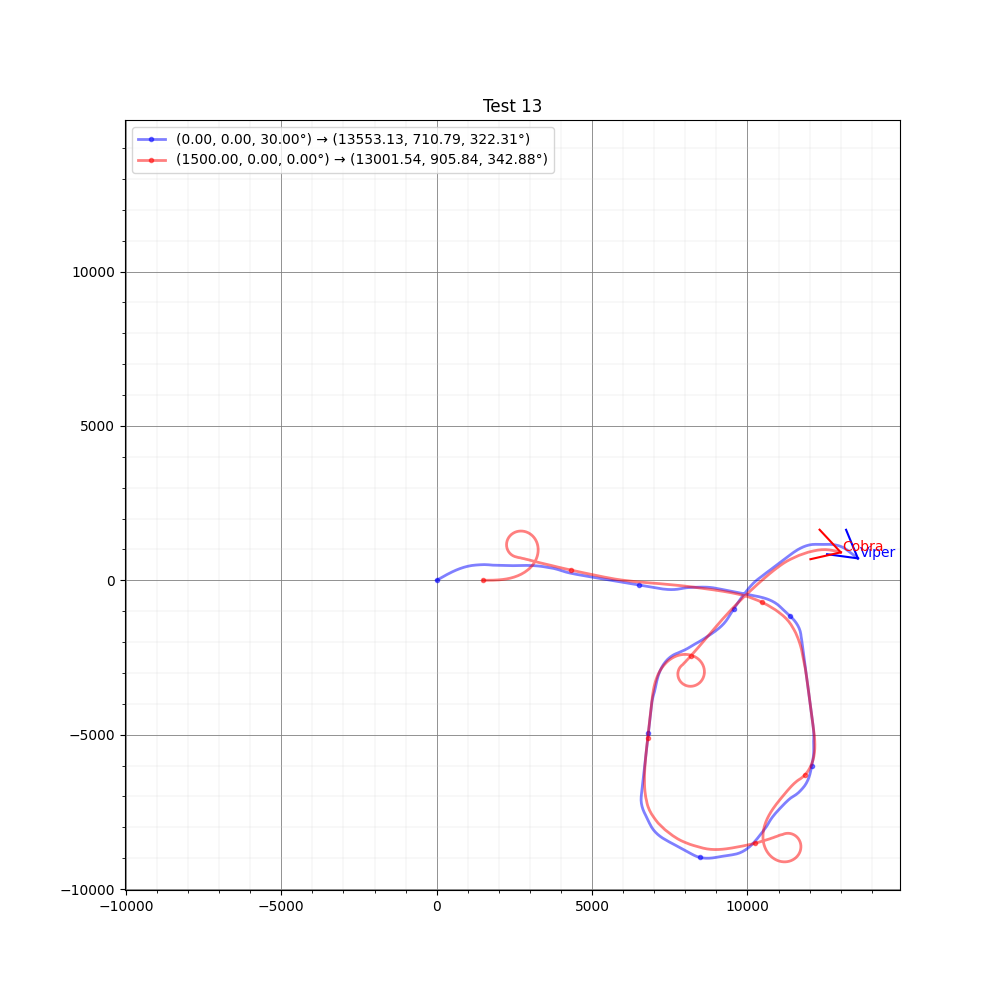 Test 13
(0.00, 0.00, 30.00°) → (13553.13, 710.79, 322.31°)
(1500.00, 0.00, 0.00°) → (13001.54, 905.84, 342.88°)
10000
5000
Cobra
Viper
0
−5000
−10000
−10000 −5000 0 5000 10000